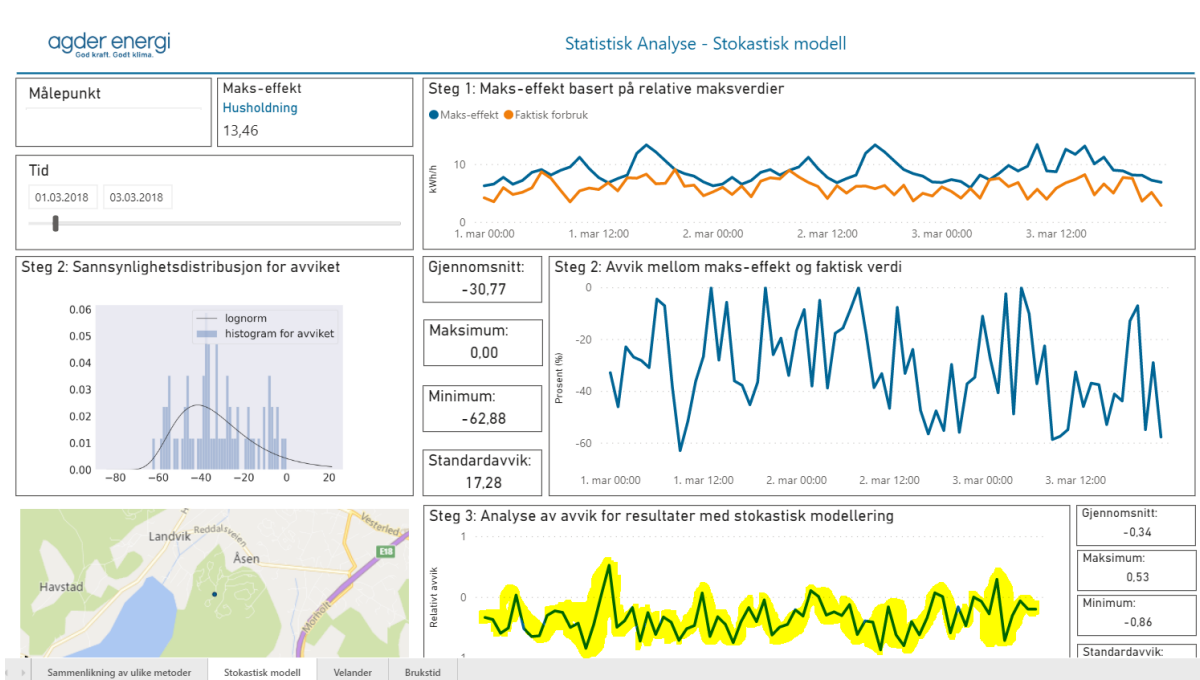 agder energi
God kraft. Godt klima.
Statistisk Analyse - Stokastisk modell
Målepunkt
Maks-effekt
Husholdning
13,46
Tid
01.03.2018 03.03.2018
Steg 1: Maks-effekt basert på relative maksverdier
Maks-effekt Faktisk forbruk
kWh/h
10
0
1. mar 00:00 1. mar 12:00 2. mar 00:00 2. mar 12:00 3. mar 00:00 3. mar 12:00
Steg 2: Sannsynlighetsdistribusjon for avviket
lognorm
histogram for avviket
0.06
0.05
0.04
0.03
0.02
0.01
0.00
−80 −60 −40 −20 0 20
Gjennomsnitt:
-30,77
Maksimum:
0,00
Minimum:
-62,88
Standardavvik:
17,28
Steg 2: Avvik mellom maks-effekt og faktisk verdi
Prosent (%)
0
-20
-40
-60
1. mar 00:00 1. mar 12:00 2. mar 00:00 2. mar 12:00 3. mar 00:00 3. mar 12:00
Landvik
Reddalsveien
Vesterled
E18
Åsen
Havstad
Steg 3: Analyse av avvik for resultater med stokastisk modellering
Relativt avvik
1
0
Gjennomsnitt:
-0,34
Maksimum:
0,53
Minimum:
-0,86
Standardavvik:
Sammenlikning av ulike metoder Stokastisk modell Velander Brukstid